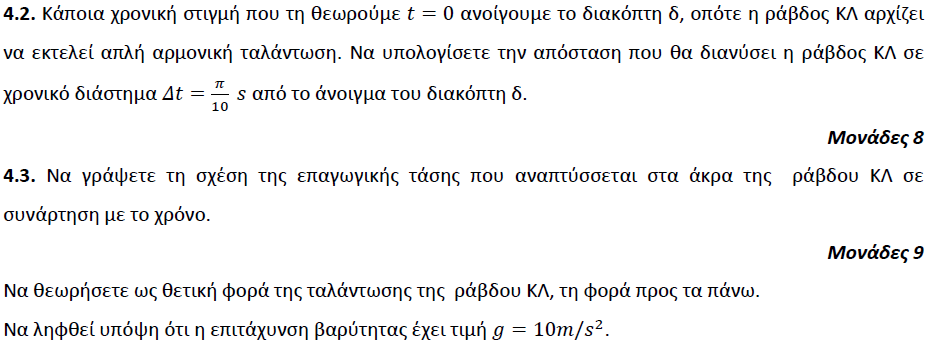 4.2. Κάποια χρονική στιγμή που τη θεωρούμε t = 0 ανοίγουμε το διακόπτη δ, οπότε η ράβδος ΚΛ αρχίζει
να εκτελεί απλή αρμονική ταλάντωση. Να υπολογίσετε την απόσταση που θα διανύσει η ράβδος ΚΛ σε
χρονικό διάστημα Δt = π/10 s από το άνοιγμα του διακόπτη δ.
Μονάδες 8
4.3. Να γράψετε τη σχέση της επαγωγικής τάσης που αναπτύσσεται στα άκρα της ράβδου ΚΛ σε
συνάρτηση με το χρόνο.
Μονάδες 9
Να θεωρήσετε ως θετική φορά της ταλάντωσης της ράβδου ΚΛ, τη φορά προς τα πάνω.
Να ληφθεί υπόψη ότι η επιτάχυνση βαρύτητας έχει τιμή g = 10m/s².